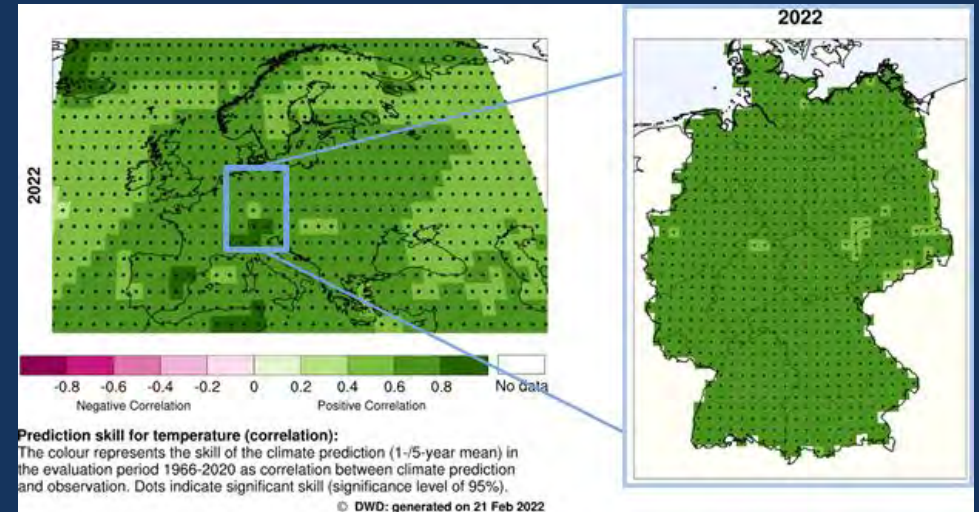 2022
2022
-0.8 -0.6 -0.4 -0.2 0 0.2 0.4 0.6 0.8 No data
Negative Correlation Positive Correlation
Prediction skill for temperature (correlation):
The colour represents the skill of the climate prediction (1-/5-year mean) in
the evaluation period 1966-2020 as correlation between climate prediction
and observation. Dots indicate significant skill (significance level of 95%).
© DWD: generated on 21 Feb 2022